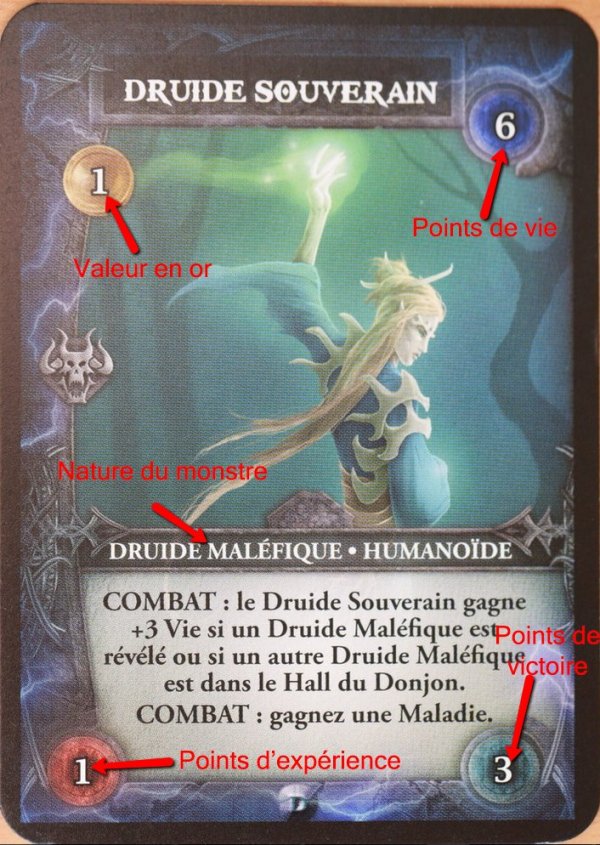 DRUIDE SOUVERAIN
6
1
Points de vie
Valeur en or
Nature du monstre
DRUIDE MALÉFIQUE • HUMANOÏDE
COMBAT : le Druide Souverain gagne
+3 Vie si un Druide Maléfique est
révélé ou si un autre Druide Maléfique
est dans le Hall du Donjon.
COMBAT : gagnez une Maladie.
Points de
victoire
Points d'expérience
1
3
D